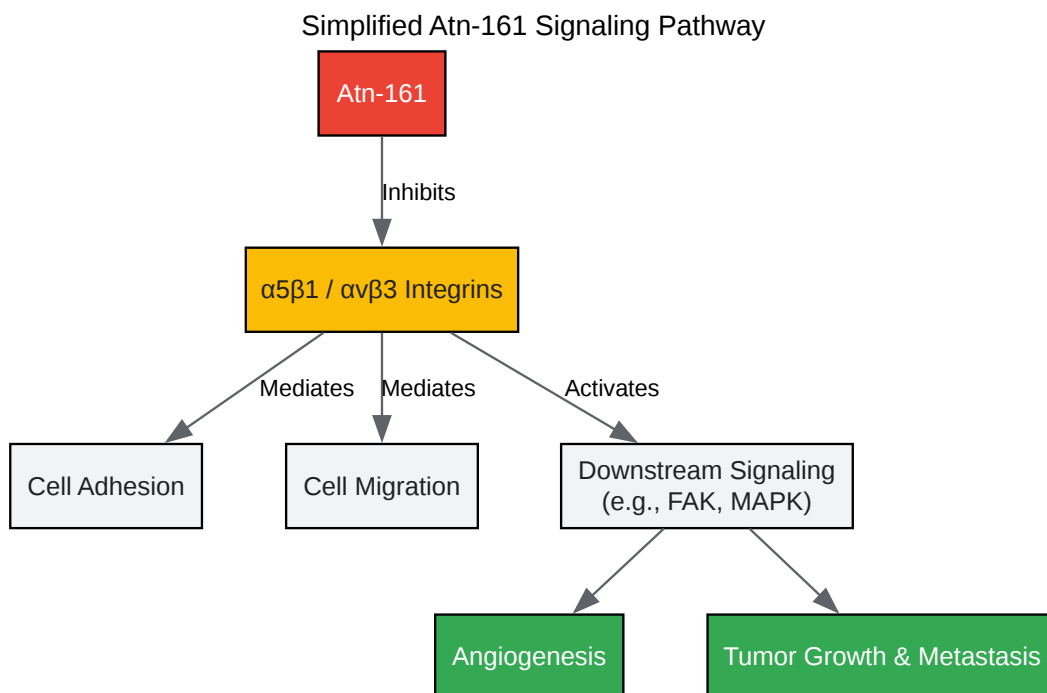 Simplified Atn-161 Signaling Pathway
Atn-161
Inhibits
α5β1 / αvβ3 Integrins
Mediates
Mediates
Activates
Cell Adhesion
Cell Migration
Downstream Signaling
(e.g., FAK, MAPK)
Angiogenesis
Tumor Growth & Metastasis